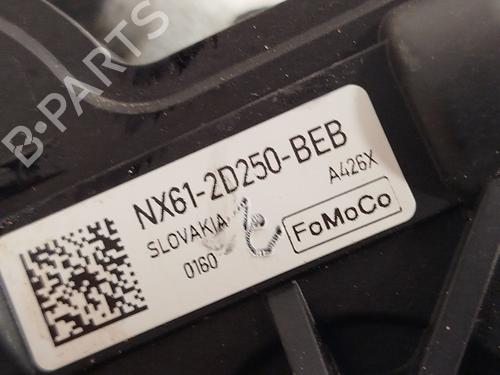 B·PARTS
NX61-2D250-BEB
SLOVAKIA
A426X
0160
FoMoCo